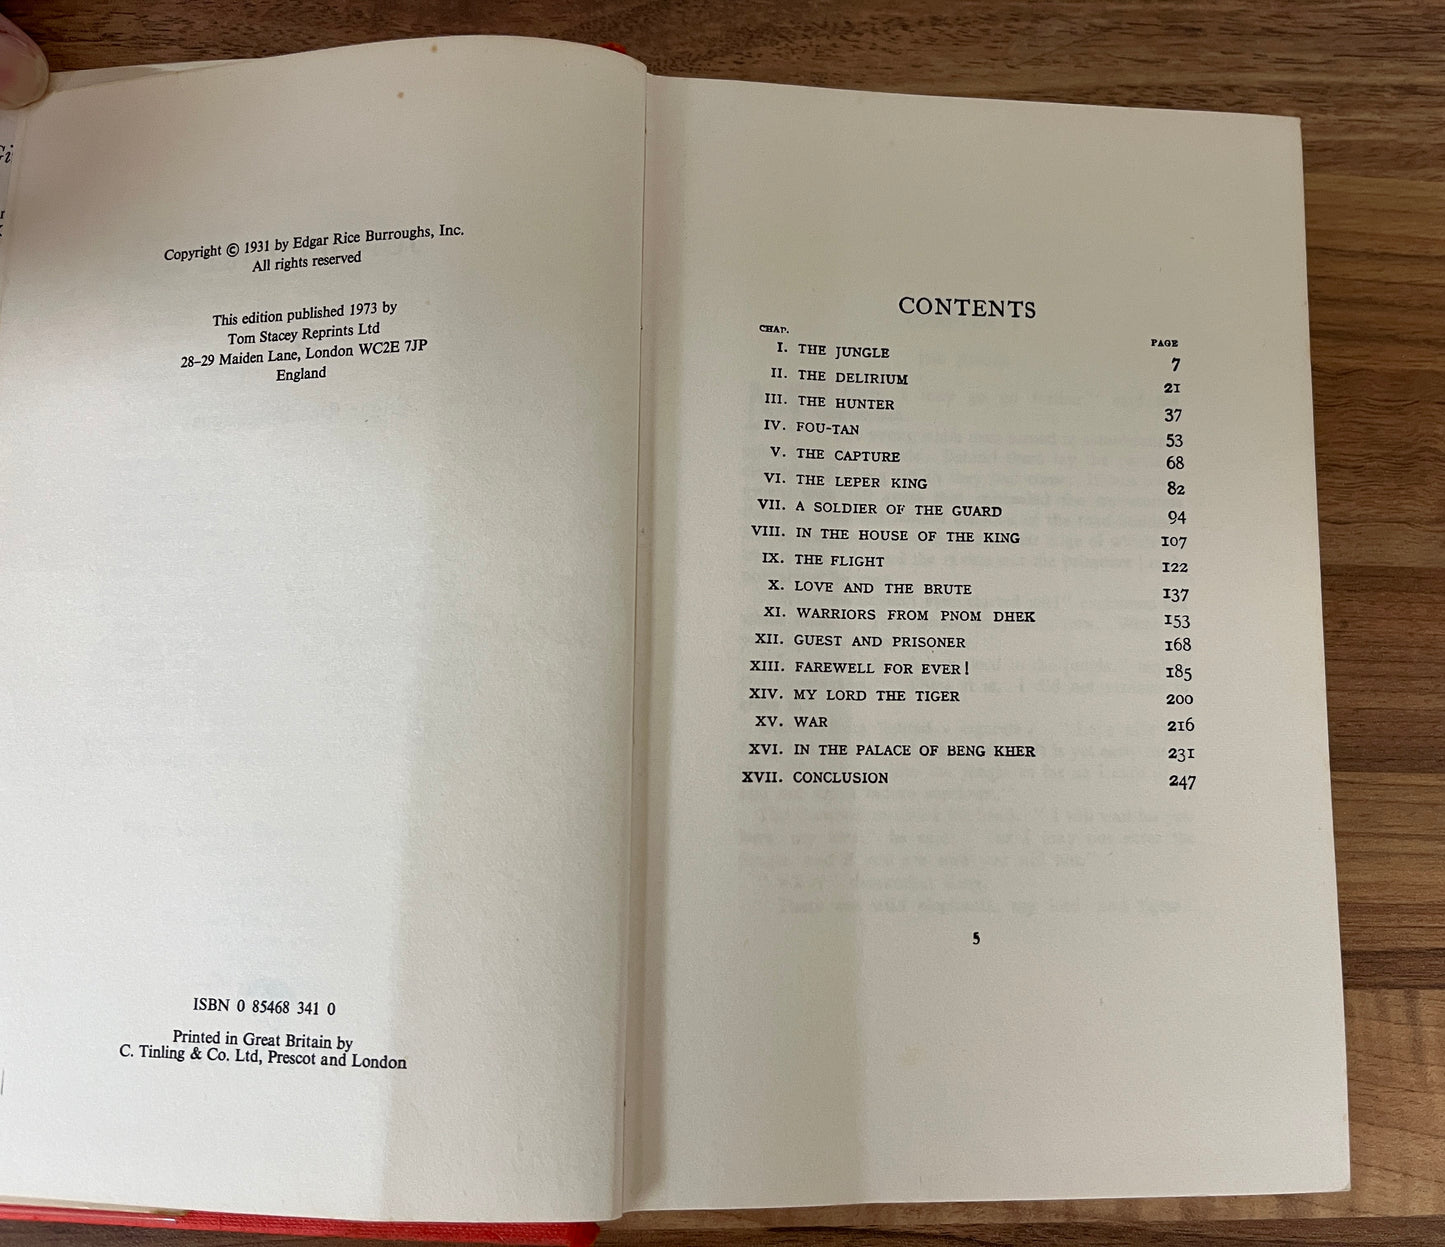 Gi
r
Copyright © 1931 by Edgar Rice Burroughs, Inc.
All rights reserved
This edition published 1973 by
Tom Stacey Reprints Ltd
28–29 Maiden Lane, London WC2E 7JP
England
ISBN 0 85468 341 0
Printed in Great Britain by
C. Tinling & Co. Ltd, Prescot and London
CONTENTS
CHAP. PAGE
I. THE JUNGLE 7
II. THE DELIRIUM 21
III. THE HUNTER 37
IV. FOU-TAN 53
V. THE CAPTURE 68
VI. THE LEPER KING 82
VII. A SOLDIER OF THE GUARD 94
VIII. IN THE HOUSE OF THE KING 107
IX. THE FLIGHT 122
X. LOVE AND THE BRUTE 137
XI. WARRIORS FROM PNOM DHEK 153
XII. GUEST AND PRISONER 168
XIII. FAREWELL FOR EVER! 185
XIV. MY LORD THE TIGER 200
XV. WAR 216
XVI. IN THE PALACE OF BENG KHER 231
XVII. CONCLUSION 247
5